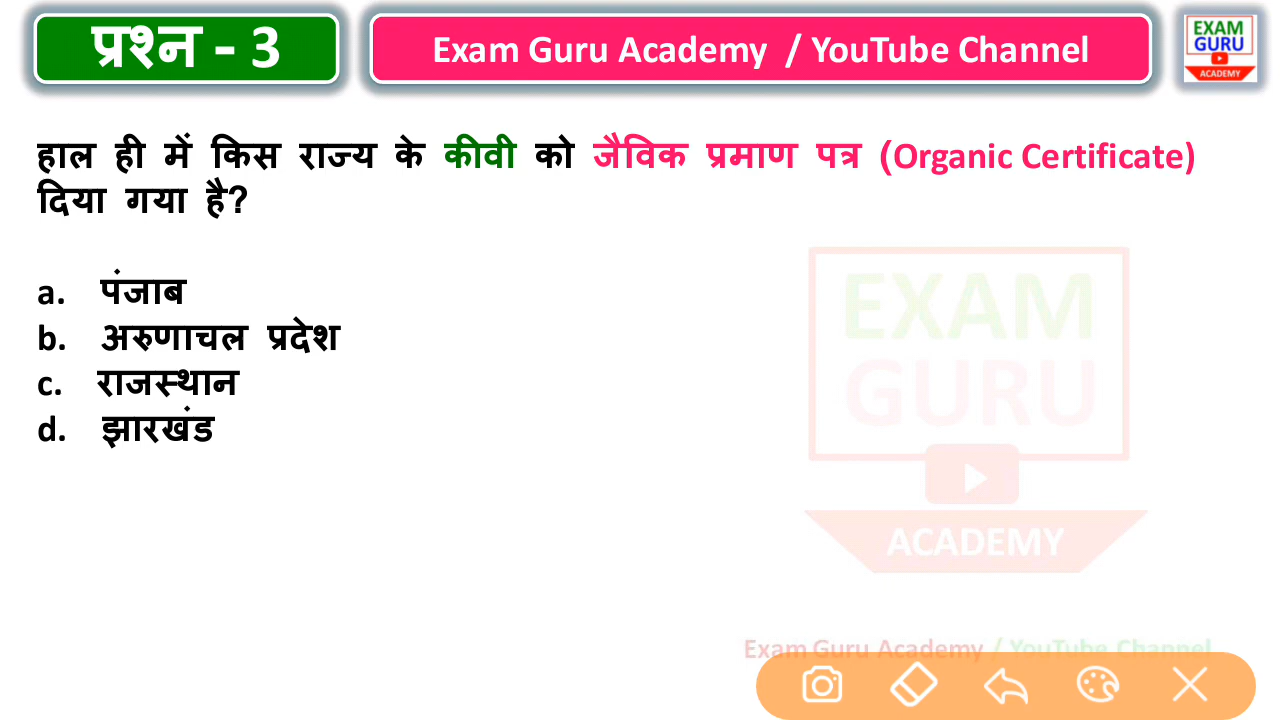 प्रश्न - 3
Exam Guru Academy / YouTube Channel
EXAM
GURU
ACADEMY
हाल ही में किस राज्य के कीवी को जैविक प्रमाण पत्र (Organic Certificate)
दिया गया है?
a. पंजाब
b. अरुणाचल प्रदेश
c. राजस्थान
d. झारखंड
EXAM
GURU
ACADEMY
Exam Guru Academy / YouTube Channel